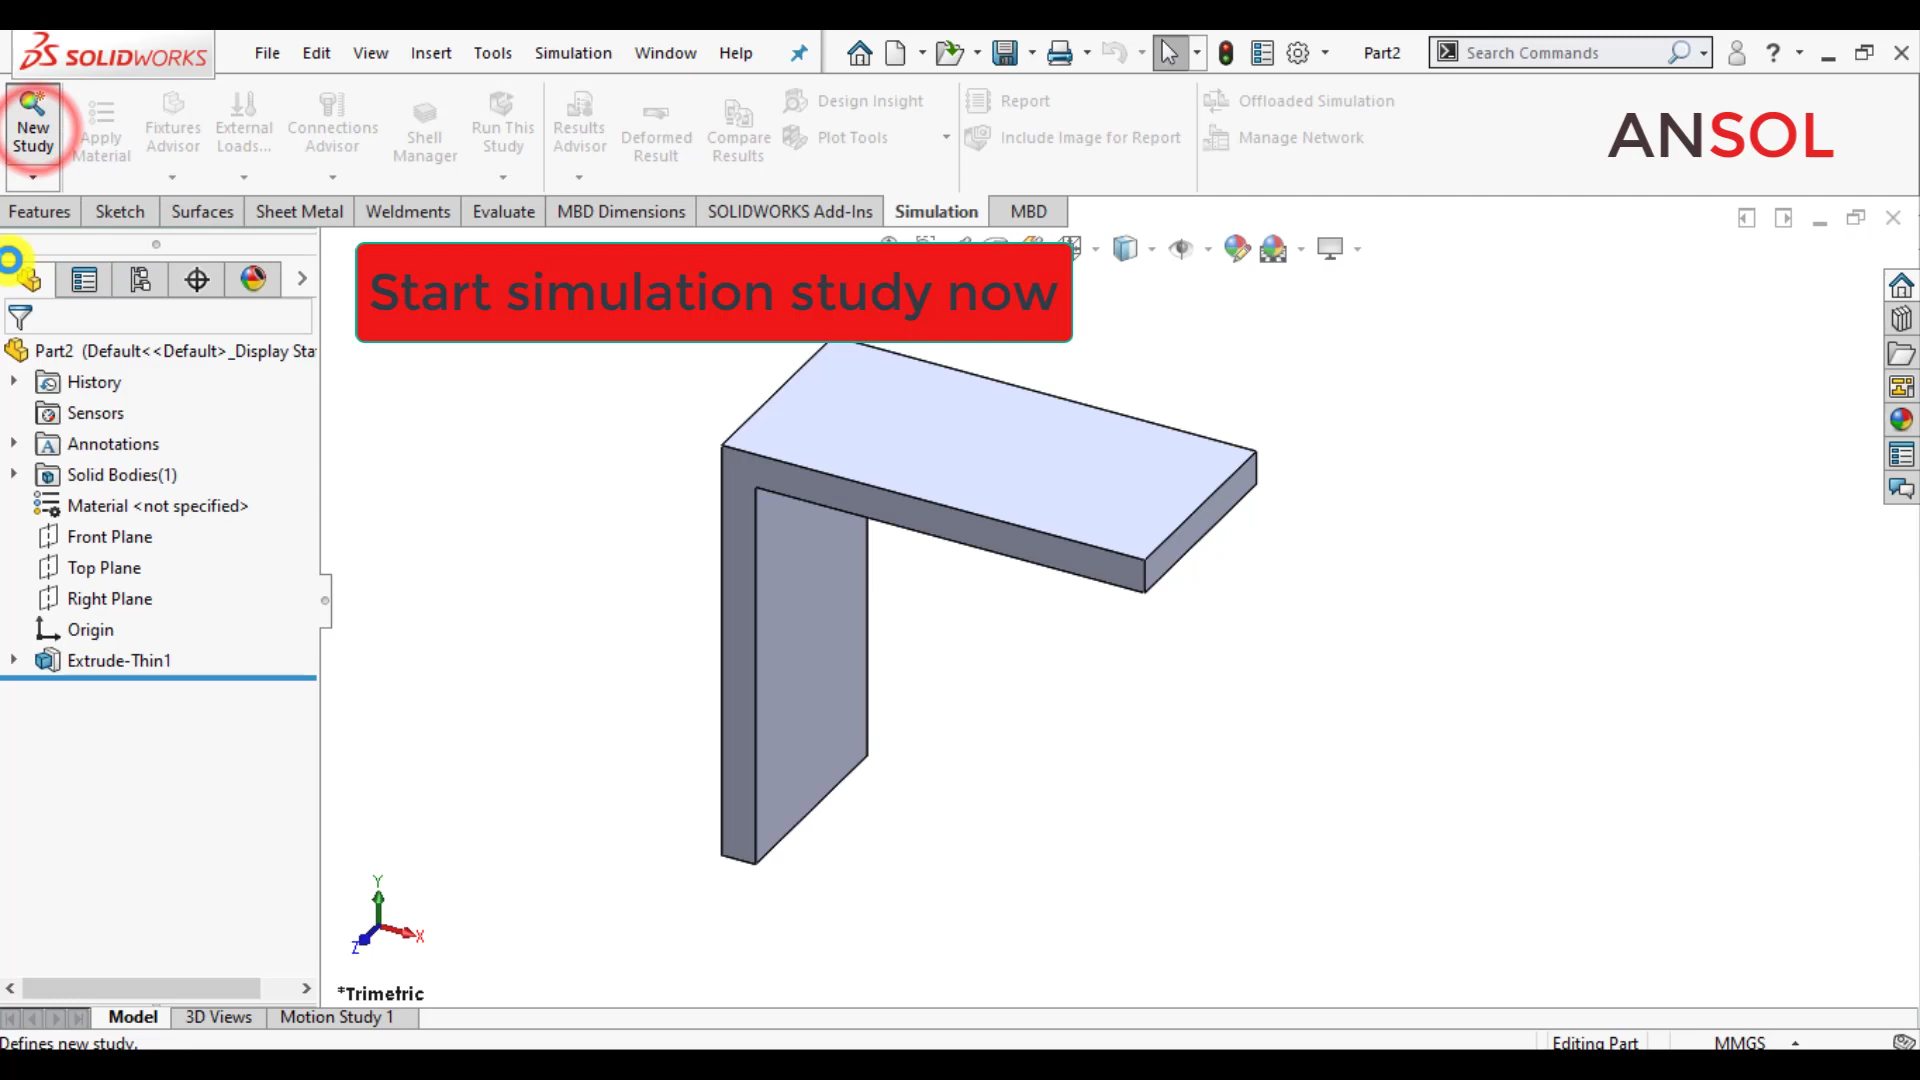 SOLIDWORKS File Edit View Insert Tools Simulation Window Help Part2 Search Commands ?
New Study
Apply Material
Fixtures Advisor
External Loads...
Connections Advisor
Shell Manager
Run This Study
Results Advisor
Deformed Result
Compare Results
Design Insight
Plot Tools
Report
Include Image for Report
Offloaded Simulation
Manage Network
ANSOL
Features Sketch Surfaces Sheet Metal Weldments Evaluate MBD Dimensions SOLIDWORKS Add-Ins Simulation MBD
Start simulation study now
Part2 (Default<<Default>_Display Sta
History
Sensors
Annotations
Solid Bodies(1)
Material <not specified>
Front Plane
Top Plane
Right Plane
Origin
Extrude-Thin1
Y
X
Z
*Trimetric
Model 3D Views Motion Study 1
Defines new study. Editing Part MMGS